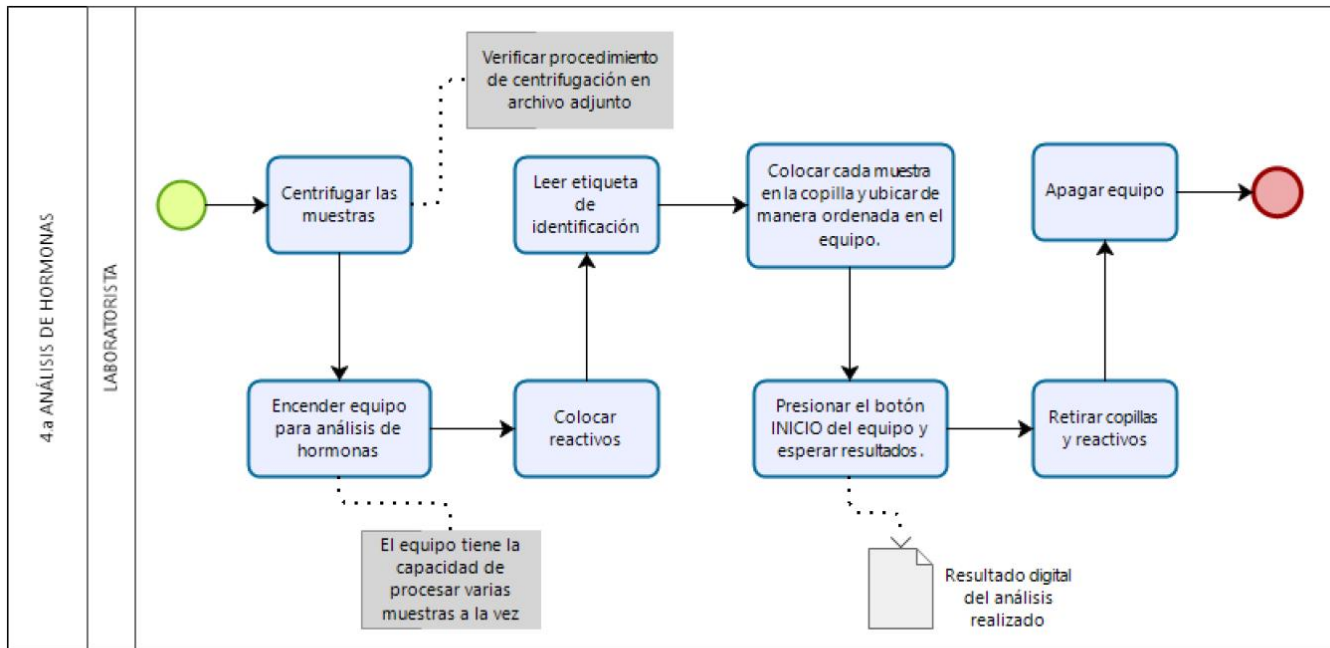 4.a ANÁLISIS DE HORMONAS
LABORATORISTA
Verificar procedimiento
de centrifugación en
archivo adjunto
Centrifugar las
muestras
Leer etiqueta
de
identificación
Colocar cada muestra
en la copilla y ubicar de
manera ordenada en el
equipo.
Apagar equipo
Encender equipo
para análisis de
hormonas
Colocar
reactivos
Presionar el botón
INICIO del equipo y
esperar resultados.
Retirar copillas
y reactivos
El equipo tiene la
capacidad de
procesar varias
muestras a la vez
Resultado digital
del análisis
realizado